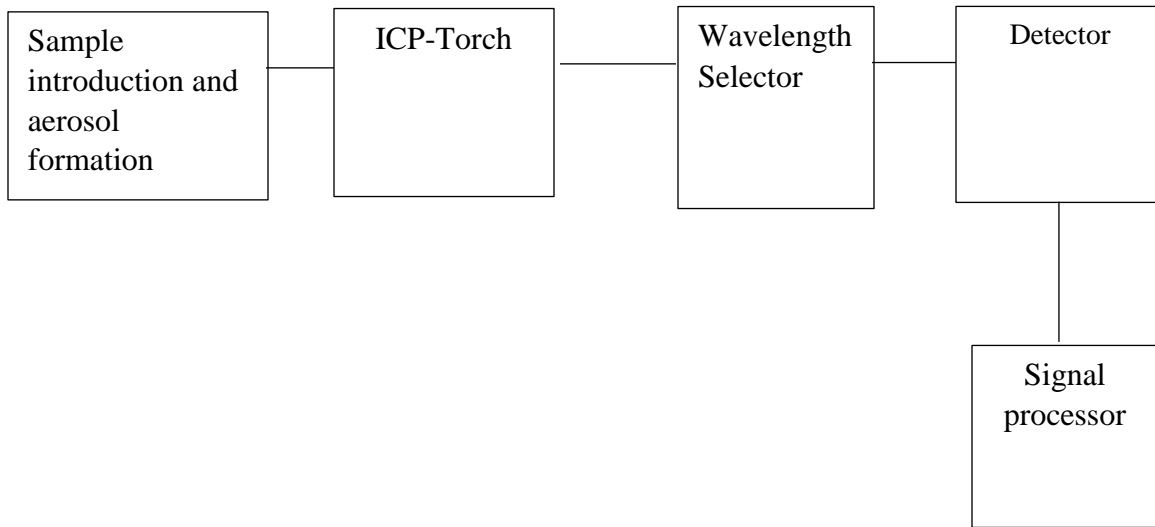 Sample
introduction and
aerosol
formation
ICP-Torch
Wavelength
Selector
Detector
Signal
processor